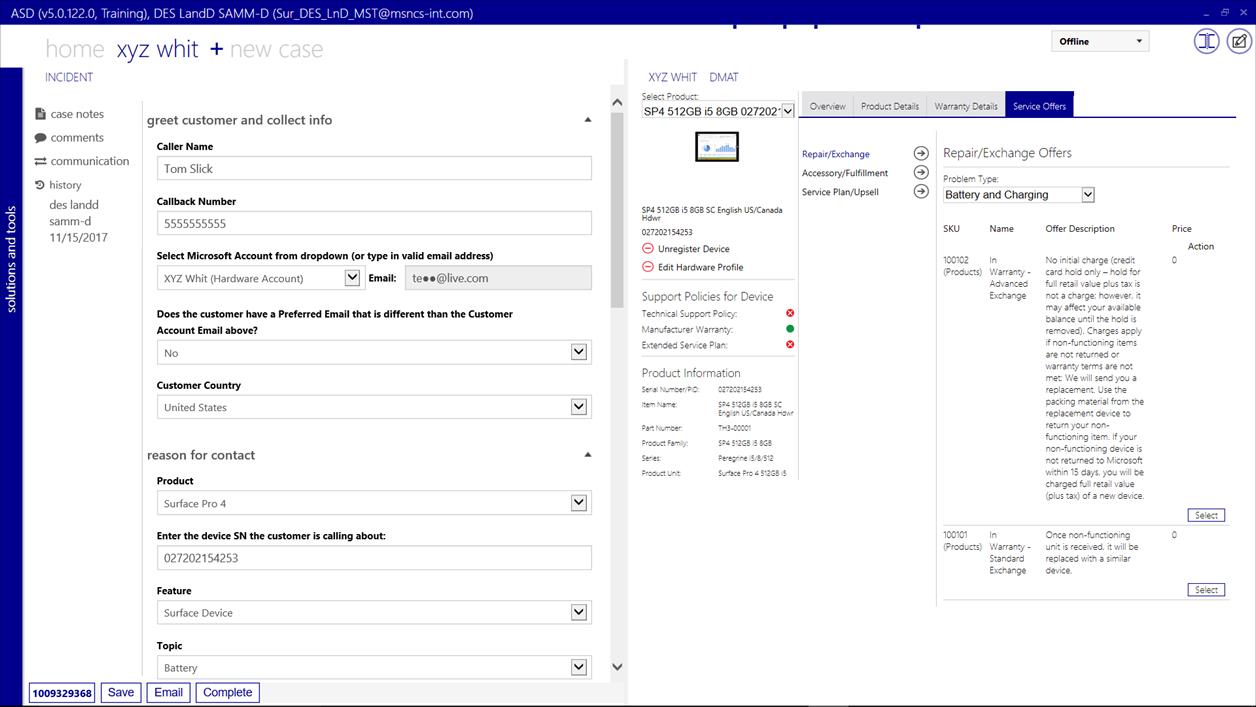 ASD (v5.0.122.0, Training), DES LandD SAMM-D (Sur_DES_LnD_MST@msncs-int.com)
home xyz whit + new case
Offline
solutions and tools
INCIDENT
case notes
comments
communication
history
des landd
samm-d
11/15/2017
greet customer and collect info
Caller Name
Tom Slick
Callback Number
5555555555
Select Microsoft Account from dropdown (or type in valid email address)
XYZ Whit (Hardware Account) Email: te●●@live.com
Does the customer have a Preferred Email that is different than the Customer
Account Email above?
No
Customer Country
United States
reason for contact
Product
Surface Pro 4
Enter the device SN the customer is calling about:
027202154253
Feature
Surface Device
Topic
Battery
1009329368 Save Email Complete
XYZ WHIT DMAT
Select Product:
SP4 512GB i5 8GB 027202
SP4 512GB i5 8GB SC English US/Canada
Hdwr
027202154253
Unregister Device
Edit Hardware Profile
Support Policies for Device
Technical Support Policy:
Manufacturer Warranty:
Extended Service Plan:
Product Information
Serial Number/PID: 027202154253
Item Name: SP4 512GB i5 8GB SC
English US/Canada Hdwr
Part Number: TH3-00001
Product Family: SP4 512GB i5 8GB
Series: Peregrine i5/8/512
Product Unit: Surface Pro 4 512GB i5
Overview Product Details Warranty Details Service Offers
Repair/Exchange
Accessory/Fulfillment
Service Plan/Upsell
Repair/Exchange Offers
Problem Type:
Battery and Charging
SKU Name Offer Description Price
Action
100102 In No initial charge (credit 0
(Products) Warranty - card hold only – hold for
Advanced full retail value plus tax is
Exchange not a charge; however, it
may affect your available
balance until the hold is
removed). Charges apply
if non-functioning items
are not returned or
warranty terms are not
met: We will send you a
replacement. Use the
packing material from the
replacement device to
return your non-
functioning item. If your
non-functioning device is
not returned to Microsoft
within 15 days, you will be
charged full retail value
(plus tax) of a new device.
Select
100101 In Once non-functioning 0
(Products) Warranty - unit is received, it will be
Standard replaced with a similar
Exchange device.
Select